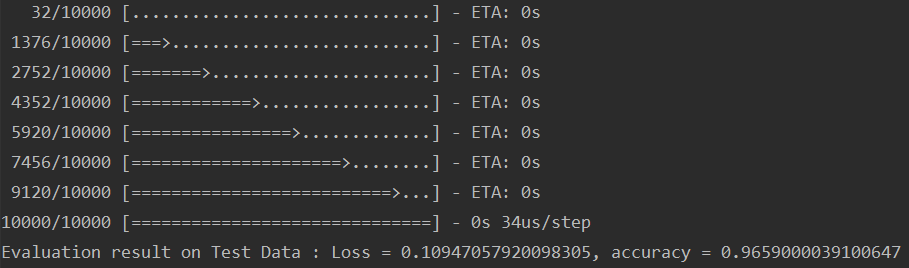 32/10000 [..............................] - ETA: 0s
1376/10000 [===>..........................] - ETA: 0s
2752/10000 [=======>......................] - ETA: 0s
4352/10000 [============>.................] - ETA: 0s
5920/10000 [================>.............] - ETA: 0s
7456/10000 [=====================>........] - ETA: 0s
9120/10000 [==========================>...] - ETA: 0s
10000/10000 [==============================] - 0s 34us/step
Evaluation result on Test Data : Loss = 0.10947057920098305, accuracy = 0.9659000039100647